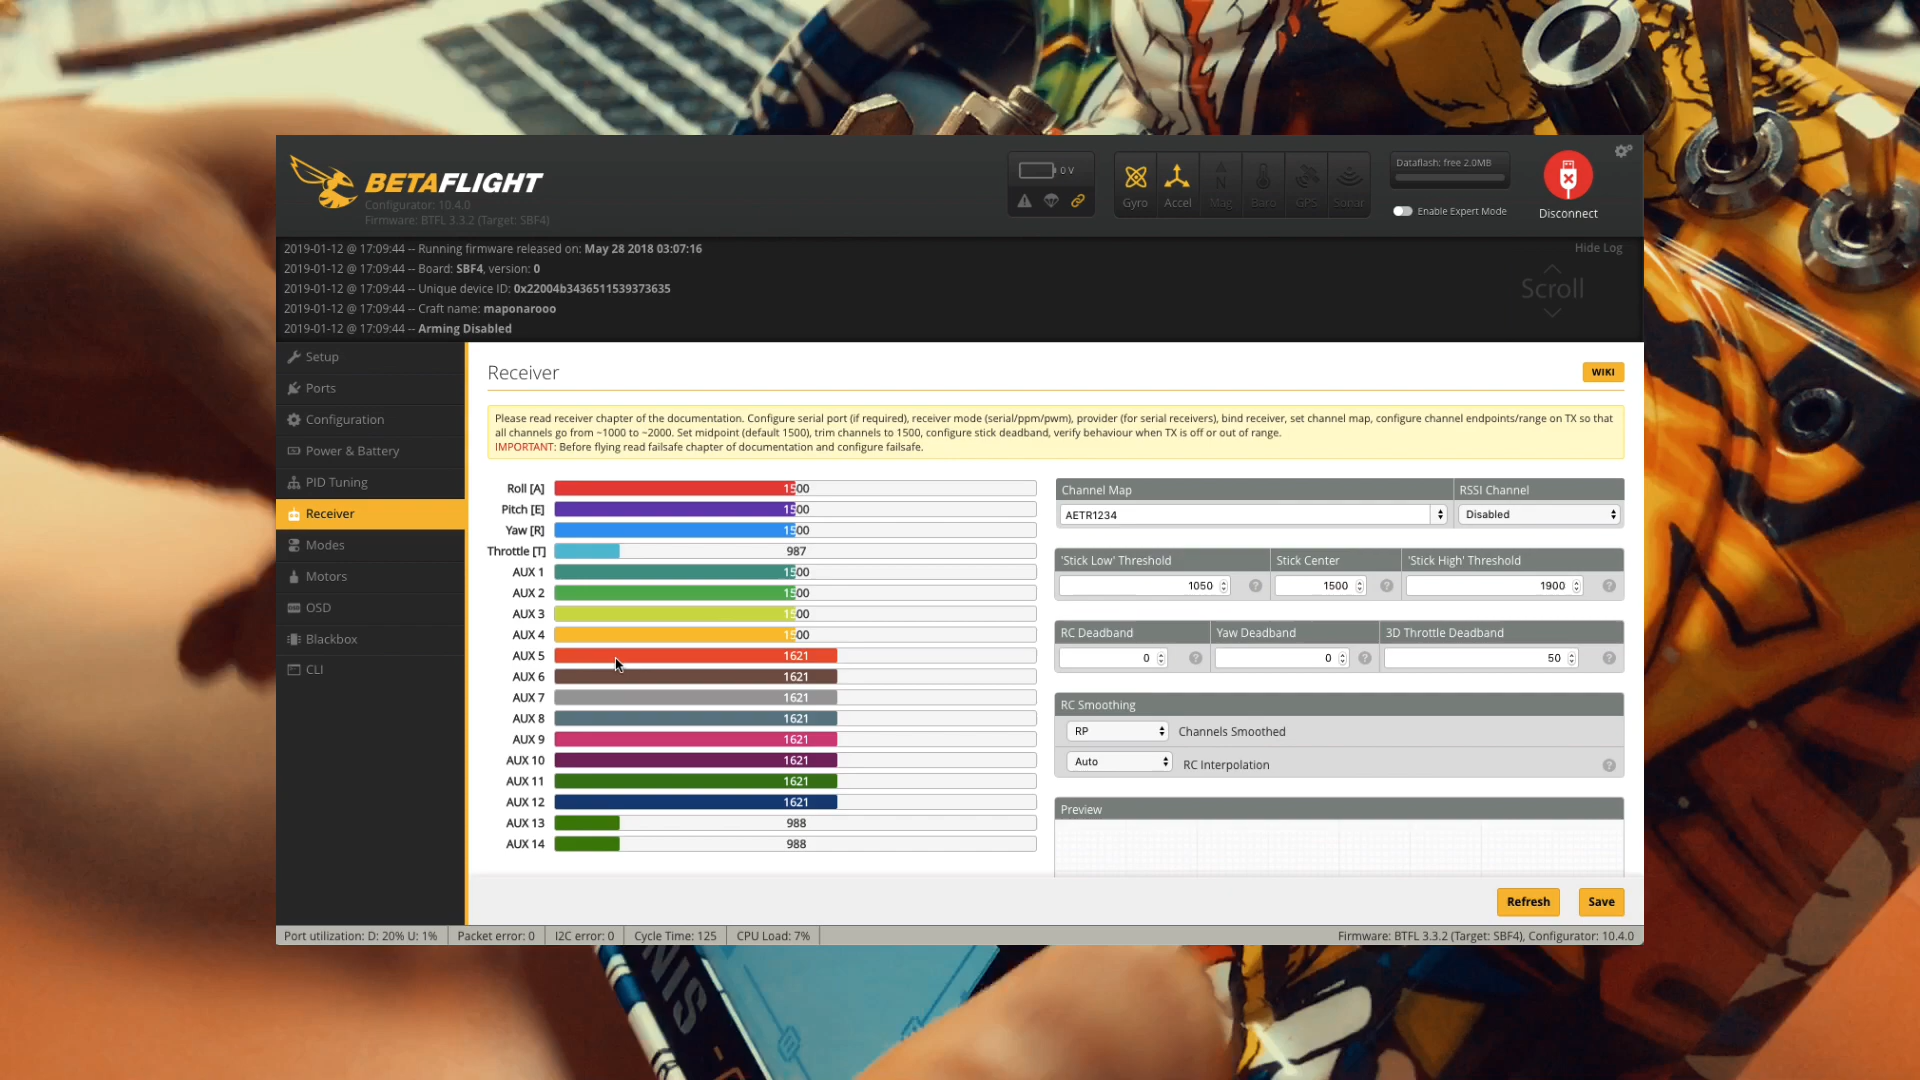 BETAFLIGHT
Configurator: 10.4.0
Firmware: BTFL 3.3.2 (Target: SBF4)
0 V
Gyro
Accel
Mag
Baro
GPS
Sonar
Dataflash: free 2.0MB
Enable Expert Mode
Disconnect
2019-01-12 @ 17:09:44 -- Running firmware released on: May 28 2018 03:07:16
2019-01-12 @ 17:09:44 -- Board: SBF4, version: 0
2019-01-12 @ 17:09:44 -- Unique device ID: 0x22004b3436511539373635
2019-01-12 @ 17:09:44 -- Craft name: maponarooo
2019-01-12 @ 17:09:44 -- Arming Disabled
Hide Log
Scroll
Setup
Ports
Configuration
Power & Battery
PID Tuning
Receiver
Modes
Motors
OSD
Blackbox
CLI
Receiver
WIKI
Please read receiver chapter of the documentation. Configure serial port (if required), receiver mode (serial/ppm/pwm), provider (for serial receivers), bind receiver, set channel map, configure channel endpoints/range on TX so that
all channels go from ~1000 to ~2000. Set midpoint (default 1500), trim channels to 1500, configure stick deadband, verify behaviour when TX is off or out of range.
IMPORTANT: Before flying read failsafe chapter of documentation and configure failsafe.
Roll [A] 1500
Pitch [E] 1500
Yaw [R] 1500
Throttle [T] 987
AUX 1 1500
AUX 2 1500
AUX 3 1500
AUX 4 1500
AUX 5 1621
AUX 6 1621
AUX 7 1621
AUX 8 1621
AUX 9 1621
AUX 10 1621
AUX 11 1621
AUX 12 1621
AUX 13 988
AUX 14 988
Channel Map RSSI Channel
AETR1234 Disabled
'Stick Low' Threshold Stick Center 'Stick High' Threshold
1050 1500 1900
RC Deadband Yaw Deadband 3D Throttle Deadband
0 0 50
RC Smoothing
RP Channels Smoothed
Auto RC Interpolation
Preview
Refresh Save
Port utilization: D: 20% U: 1% Packet error: 0 I2C error: 0 Cycle Time: 125 CPU Load: 7% Firmware: BTFL 3.3.2 (Target: SBF4), Configurator: 10.4.0